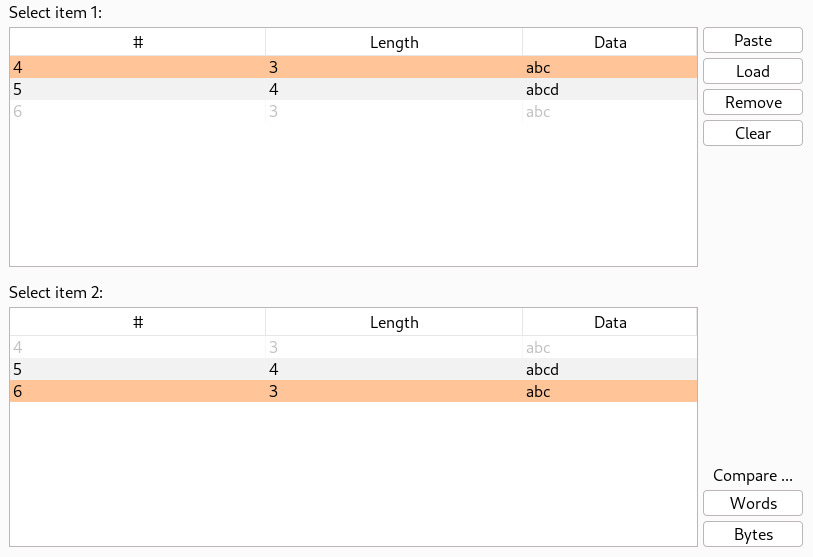 Select item 1:
# Length Data
4 3 abc
5 4 abcd
6 3 abc
Paste
Load
Remove
Clear
Select item 2:
# Length Data
4 3 abc
5 4 abcd
6 3 abc
Compare ...
Words
Bytes